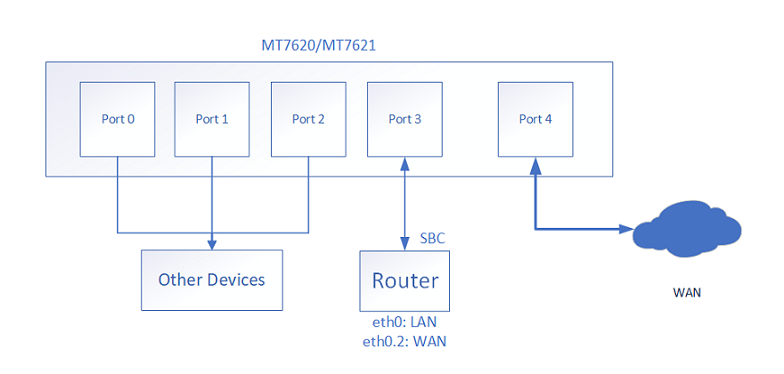 MT7620/MT7621
Port 0
Port 1
Port 2
Port 3
Port 4
SBC
Other Devices
Router
WAN
eth0: LAN
eth0.2: WAN